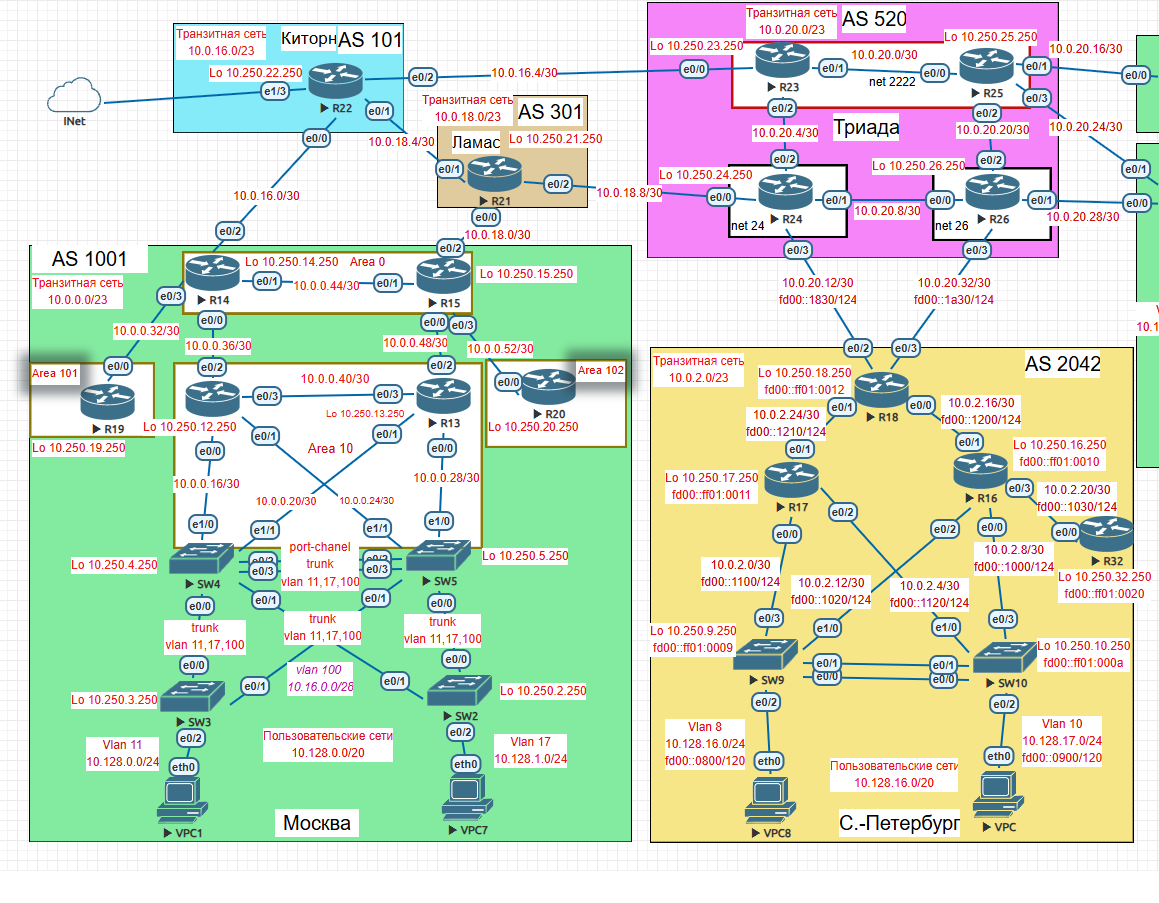 Транзитная сеть
10.0.16.0/23
Киторн
AS 101
Lo 10.250.22.250
e1/3
R22
e0/2
e0/1
e0/0
iNet
10.0.16.4/30
10.0.16.0/30
10.0.18.4/30
Транзитная сеть
10.0.18.0/23
AS 301
Ламас
Lo 10.250.21.250
e0/1
R21
e0/2
e0/0
10.0.18.8/30
10.0.18.0/30
Транзитная сеть
10.0.20.0/23
AS 520
Lo 10.250.23.250
Lo 10.250.25.250
e0/0
R23
e0/1
10.0.20.0/30
net 2222
e0/0
R25
e0/1
10.0.20.16/30
e0/0
e0/2
e0/2
e0/3
10.0.20.4/30
Триада
10.0.20.20/30
10.0.20.24/30
e0/2
e0/2
e0/1
Lo 10.250.24.250
Lo 10.250.26.250
e0/0
R24
e0/1
10.0.20.8/30
e0/0
R26
e0/1
10.0.20.28/30
e0/0
net 24
net 26
e0/3
e0/3
10.0.20.12/30
fd00::1830/124
10.0.20.32/30
fd00::1a30/124
10.1
AS 1001
Транзитная сеть
10.0.0.0/23
e0/2
e0/2
Lo 10.250.14.250
Area 0
Lo 10.250.15.250
R14
e0/1
10.0.0.44/30
e0/1
R15
e0/3
e0/0
e0/0
e0/3
10.0.0.32/30
10.0.0.36/30
10.0.0.48/30
10.0.0.52/30
Area 101
e0/0
R19
Lo 10.250.19.250
Area 102
e0/0
R20
Lo 10.250.20.250
e0/2
e0/2
10.0.0.40/30
e0/3
e0/3
Lo 10.250.13.250
R13
Lo 10.250.12.250
e0/1
e0/1
e0/0
e0/0
Area 10
10.0.0.16/30
10.0.0.20/30
10.0.0.24/30
10.0.0.28/30
e1/0
e1/1
e1/1
e1/0
port-chanel
trunk
vlan 11,17,100
Lo 10.250.4.250
SW4
e0/3
e0/3
SW5
Lo 10.250.5.250
e0/0
e0/1
e0/1
e0/0
trunk
vlan 11,17,100
trunk
vlan 11,17,100
trunk
vlan 11,17,100
e0/0
e0/0
vlan 100
10.16.0.0/28
e0/1
e0/1
Lo 10.250.3.250
SW3
SW2
Lo 10.250.2.250
e0/2
e0/2
Vlan 11
10.128.0.0/24
Пользовательские сети
10.128.0.0/20
Vlan 17
10.128.1.0/24
eth0
eth0
VPC1
Москва
VPC7
Транзитная сеть
10.0.2.0/23
AS 2042
e0/2
e0/3
Lo 10.250.18.250
fd00::ff01:0012
R18
e0/1
e0/0
10.0.2.24/30
fd00::1210/124
10.0.2.16/30
fd00::1200/124
e0/1
e0/1
Lo 10.250.17.250
fd00::ff01:0011
R17
Lo 10.250.16.250
fd00::ff01:0010
R16
e0/3
10.0.2.20/30
fd00::1030/124
e0/0
R32
Lo 10.250.32.250
fd00::ff01:0020
e0/0
e0/2
e0/2
e0/0
10.0.2.0/30
fd00::1100/124
10.0.2.12/30
fd00::1020/124
10.0.2.4/30
fd00::1120/124
10.0.2.8/30
fd00::1000/124
e0/3
e1/0
e1/0
e0/3
Lo 10.250.9.250
fd00::ff01:0009
SW9
e0/1
e0/0
e0/1
e0/0
SW10
Lo 10.250.10.250
fd00::ff01:000a
e0/2
e0/2
Vlan 8
10.128.16.0/24
fd00::0800/120
Vlan 10
10.128.17.0/24
fd00::0900/120
eth0
eth0
Пользовательские сети
10.128.16.0/20
VPC8
С.-Петербург
VPC